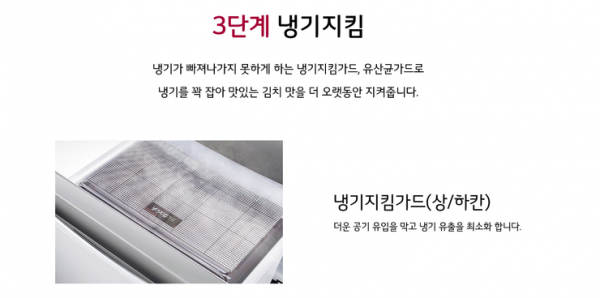 3단계 냉기지킴
냉기가 빠져나가지 못하게 하는 냉기지킴가드, 유산균가드로
냉기를 꽉 잡아 맛있는 김치 맛을 더 오랫동안 지켜줍니다.
냉기지킴가드(상/하칸)
더운 공기 유입을 막고 냉기 유출을 최소화 합니다.